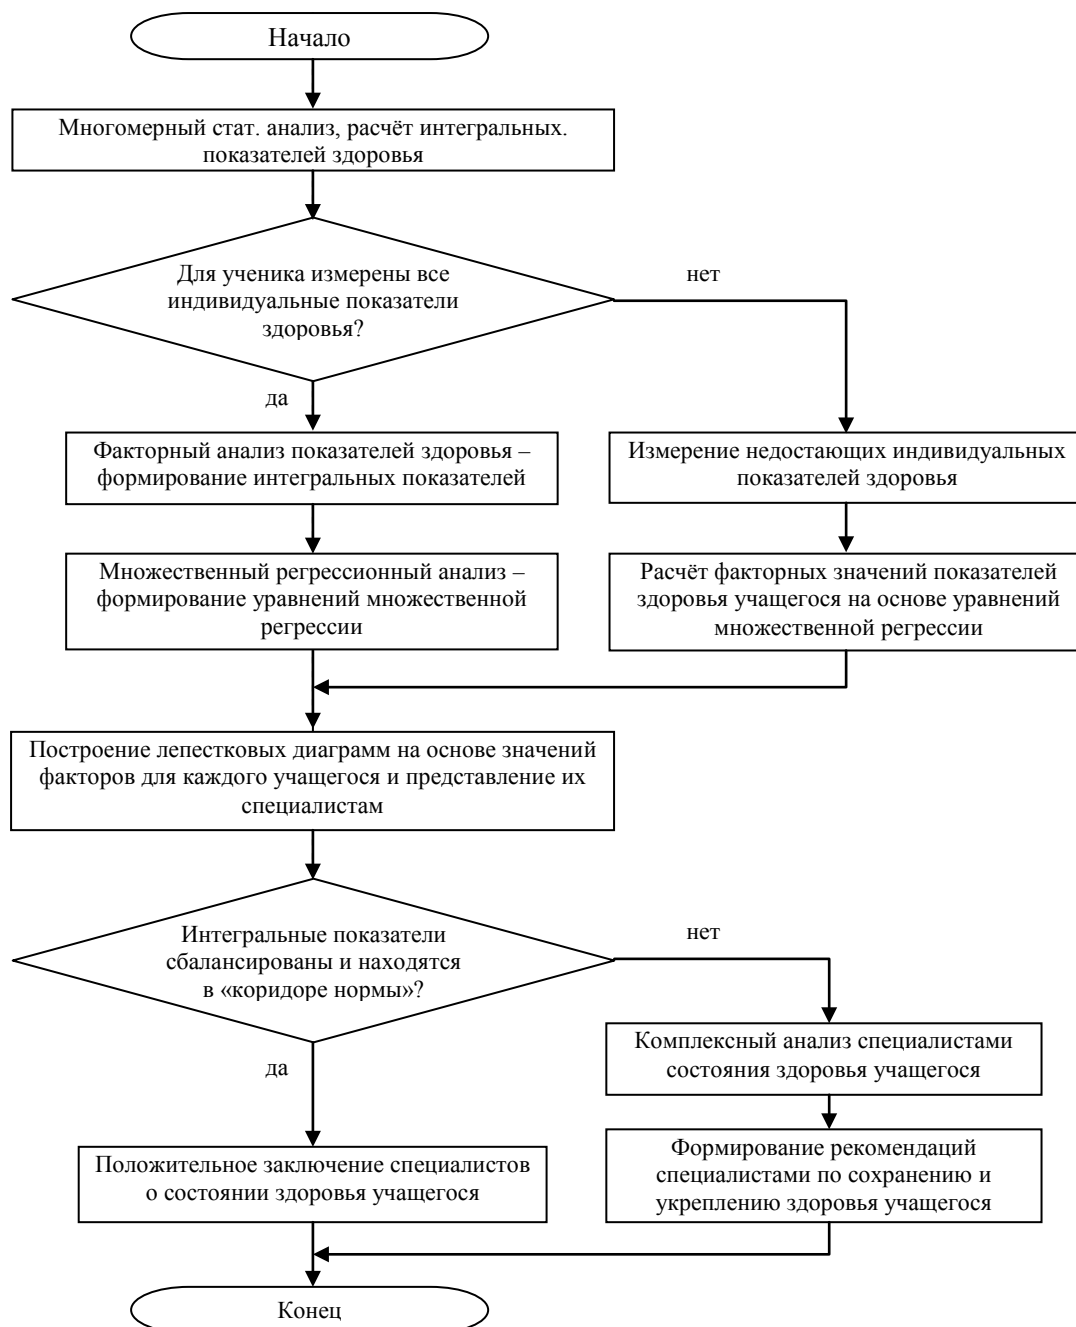 Начало
Многомерный стат. анализ, расчёт интегральных.
показателей здоровья
Для ученика измерены все
индивидуальные показатели
здоровья?
нет
да
Факторный анализ показателей здоровья –
формирование интегральных показателей
Измерение недостающих индивидуальных
показателей здоровья
Множественный регрессионный анализ –
формирование уравнений множественной
регрессии
Расчёт факторных значений показателей
здоровья учащегося на основе уравнений
множественной регрессии
Построение лепестковых диаграмм на основе значений
факторов для каждого учащегося и представление их
специалистам
Интегральные показатели
сбалансированы и находятся
в «коридоре нормы»?
нет
да
Комплексный анализ специалистами
состояния здоровья учащегося
Положительное заключение специалистов
о состоянии здоровья учащегося
Формирование рекомендаций
специалистами по сохранению и
укреплению здоровья учащегося
Конец